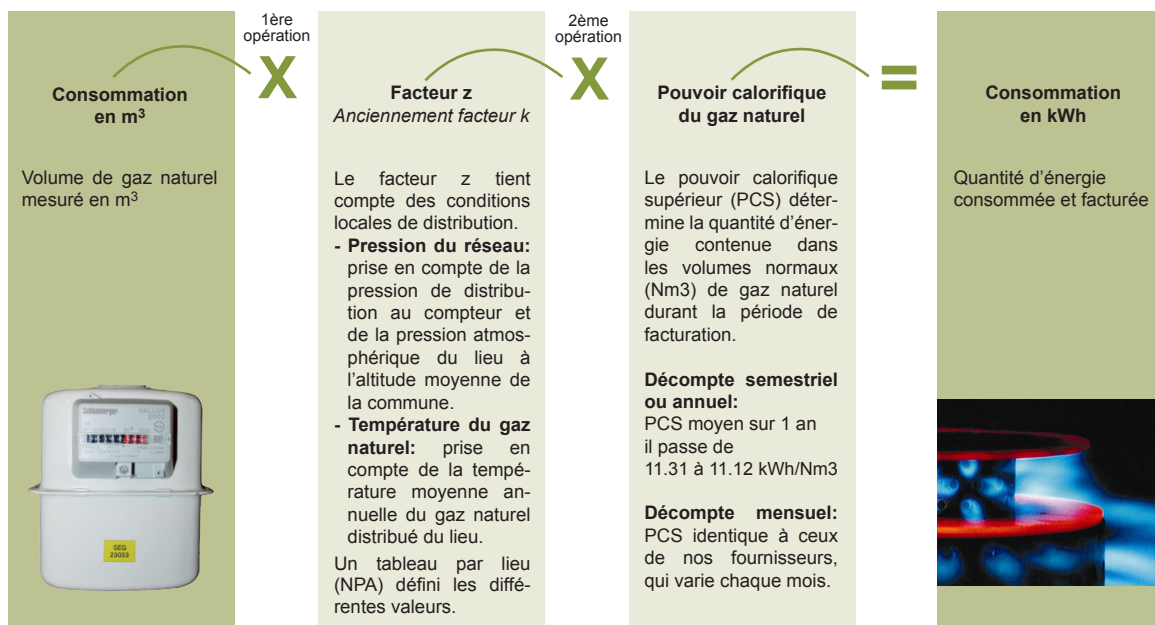 1ère
opération
X
2ème
opération
X
=
Consommation
en m³
Volume de gaz naturel
mesuré en m³
Schlumberger
GALLUS
2000
SEG
23053
Facteur z
Anciennement facteur k
Le facteur z tient
compte des conditions
locales de distribution.
- Pression du réseau:
prise en compte de la
pression de distribu-
tion au compteur et
de la pression atmos-
phérique du lieu à
l’altitude moyenne de
la commune.
- Température du gaz
naturel: prise en
compte de la tempé-
rature moyenne an-
nuelle du gaz naturel
distribué du lieu.
Un tableau par lieu
(NPA) défini les diffé-
rentes valeurs.
Pouvoir calorifique
du gaz naturel
Le pouvoir calorifique
supérieur (PCS) déter-
mine la quantité d’éner-
gie contenue dans
les volumes normaux
(Nm3) de gaz naturel
durant la période de
facturation.
Décompte semestriel
ou annuel:
PCS moyen sur 1 an
il passe de
11.31 à 11.12 kWh/Nm3
Décompte mensuel:
PCS identique à ceux
de nos fournisseurs,
qui varie chaque mois.
Consommation
en kWh
Quantité d’énergie
consommée et facturée